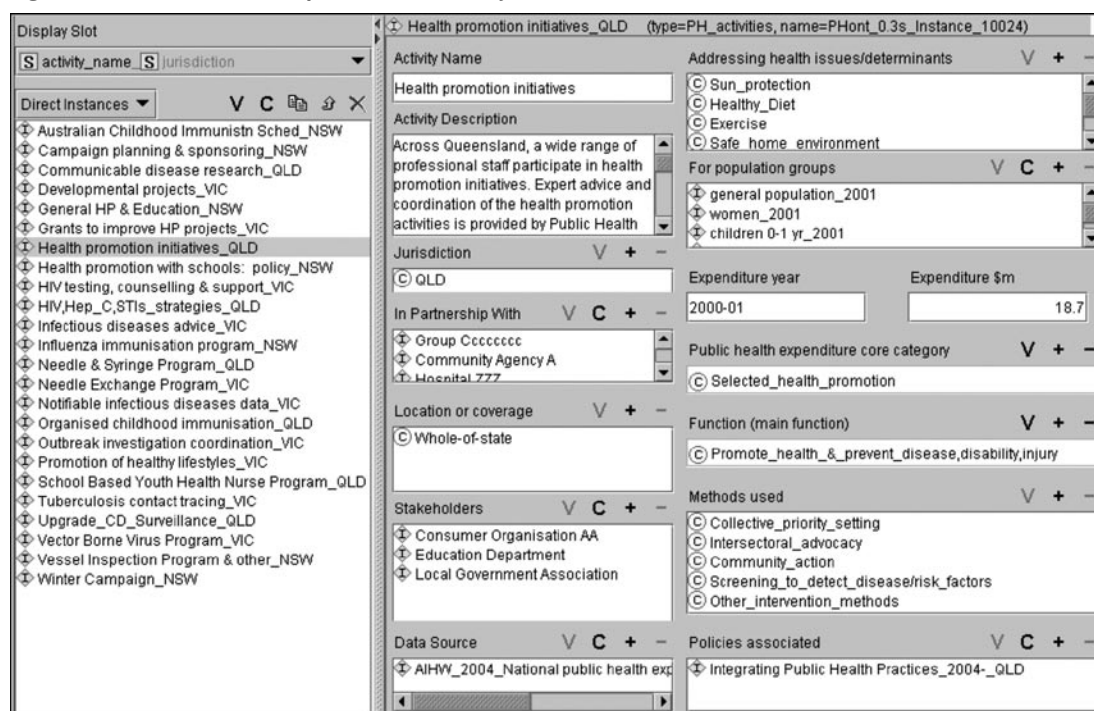 Display Slot
S activity_name_ S jurisdiction
Direct Instances
V C
Australian Childhood Immunistn Sched_NSW
Campaign planning & sponsoring_NSW
Communicable disease research_QLD
Developmental projects_VIC
General HP & Education_NSW
Grants to improve HP projects_VIC
Health promotion initiatives_QLD
Health promotion with schools: policy_NSW
HIV testing, counselling & support_VIC
HIV,Hep_C,STIs_strategies_QLD
Infectious diseases advice_VIC
Influenza immunisation program_NSW
Needle & Syringe Program_QLD
Needle Exchange Program_VIC
Notifiable infectious diseases data_VIC
Organised childhood immunisation_QLD
Outbreak investigation coordination_VIC
Promotion of healthy lifestyles_VIC
School Based Youth Health Nurse Program_QLD
Tuberculosis contact tracing_VIC
Upgrade_CD_Surveillance_QLD
Vector Borne Virus Program_VIC
Vessel Inspection Program & other_NSW
Winter Campaign_NSW
Health promotion initiatives_QLD (type=PH_activities, name=PHont_0.3s_Instance_10024)
Activity Name
Health promotion initiatives
Activity Description
Across Queensland, a wide range of
professional staff participate in health
promotion initiatives. Expert advice and
coordination of the health promotion
activities is provided by Public Health
Jurisdiction V + −
C QLD
In Partnership With V C + −
Group Cccccccc
Community Agency A
Hospital ZZZ
Location or coverage V + −
C Whole-of-state
Stakeholders V C + −
Consumer Organisation AA
Education Department
Local Government Association
Data Source V C + −
AIHW_2004_National public health exp
Addressing health issues/determinants V + −
C Sun_protection
C Healthy_Diet
C Exercise
C Safe_home_environment
For population groups V C + −
general population_2001
women_2001
children 0-1 yr_2001
Expenditure year Expenditure $m
2000-01 18.7
Public health expenditure core category V + −
C Selected_health_promotion
Function (main function) V + −
C Promote_health_&_prevent_disease,disability,injury
Methods used V + −
C Collective_priority_setting
C Intersectoral_advocacy
C Community_action
C Screening_to_detect_disease/risk_factors
C Other_intervention_methods
Policies associated V C + −
Integrating Public Health Practices_2004-_QLD